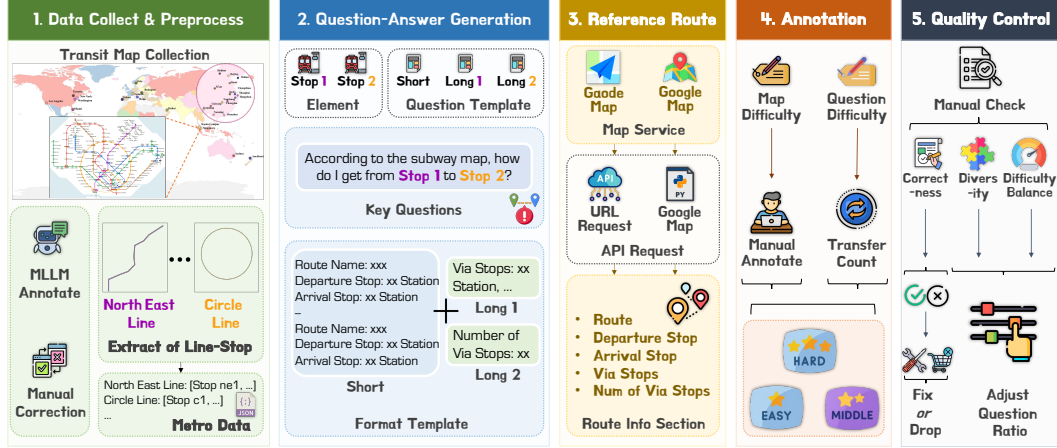 1. Data Collect & Preprocess
Transit Map Collection
MLLM
Annotate
Manual
Correction
North East
Line
Circle
Line
Extract of Line-Stop
North East Line: [Stop ne1, ...]
Circle Line: [Stop c1, ...]
...
JSON
Metro Data
2. Question-Answer Generation
Stop 1
Stop 2
Element
Short
Long 1
Long 2
Question Template
According to the subway map, how
do I get from Stop 1 to Stop 2?
Key Questions
Route Name: xxx
Departure Stop: xx Station
Arrival Stop: xx Station
–
Route Name: xxx
Departure Stop: xx Station
Arrival Stop: xx Station
Short
+
Via Stops: xx
Station, ...
Long 1
Number of
Via Stops: xx
Long 2
Format Template
3. Reference Route
Gaode
Map
Google
Map
Map Service
API
URL
Request
PY
Google
Map
API Request
• Route
• Departure Stop
• Arrival Stop
• Via Stops
• Num of Via Stops
Route Info Section
4. Annotation
Map
Difficulty
Question
Difficulty
Manual
Annotate
Transfer
Count
HARD
EASY
MIDDLE
5. Quality Control
Manual Check
Correct
-ness
Divers
-ity
Difficulty
Balance
Fix
or
Drop
Adjust
Question
Ratio